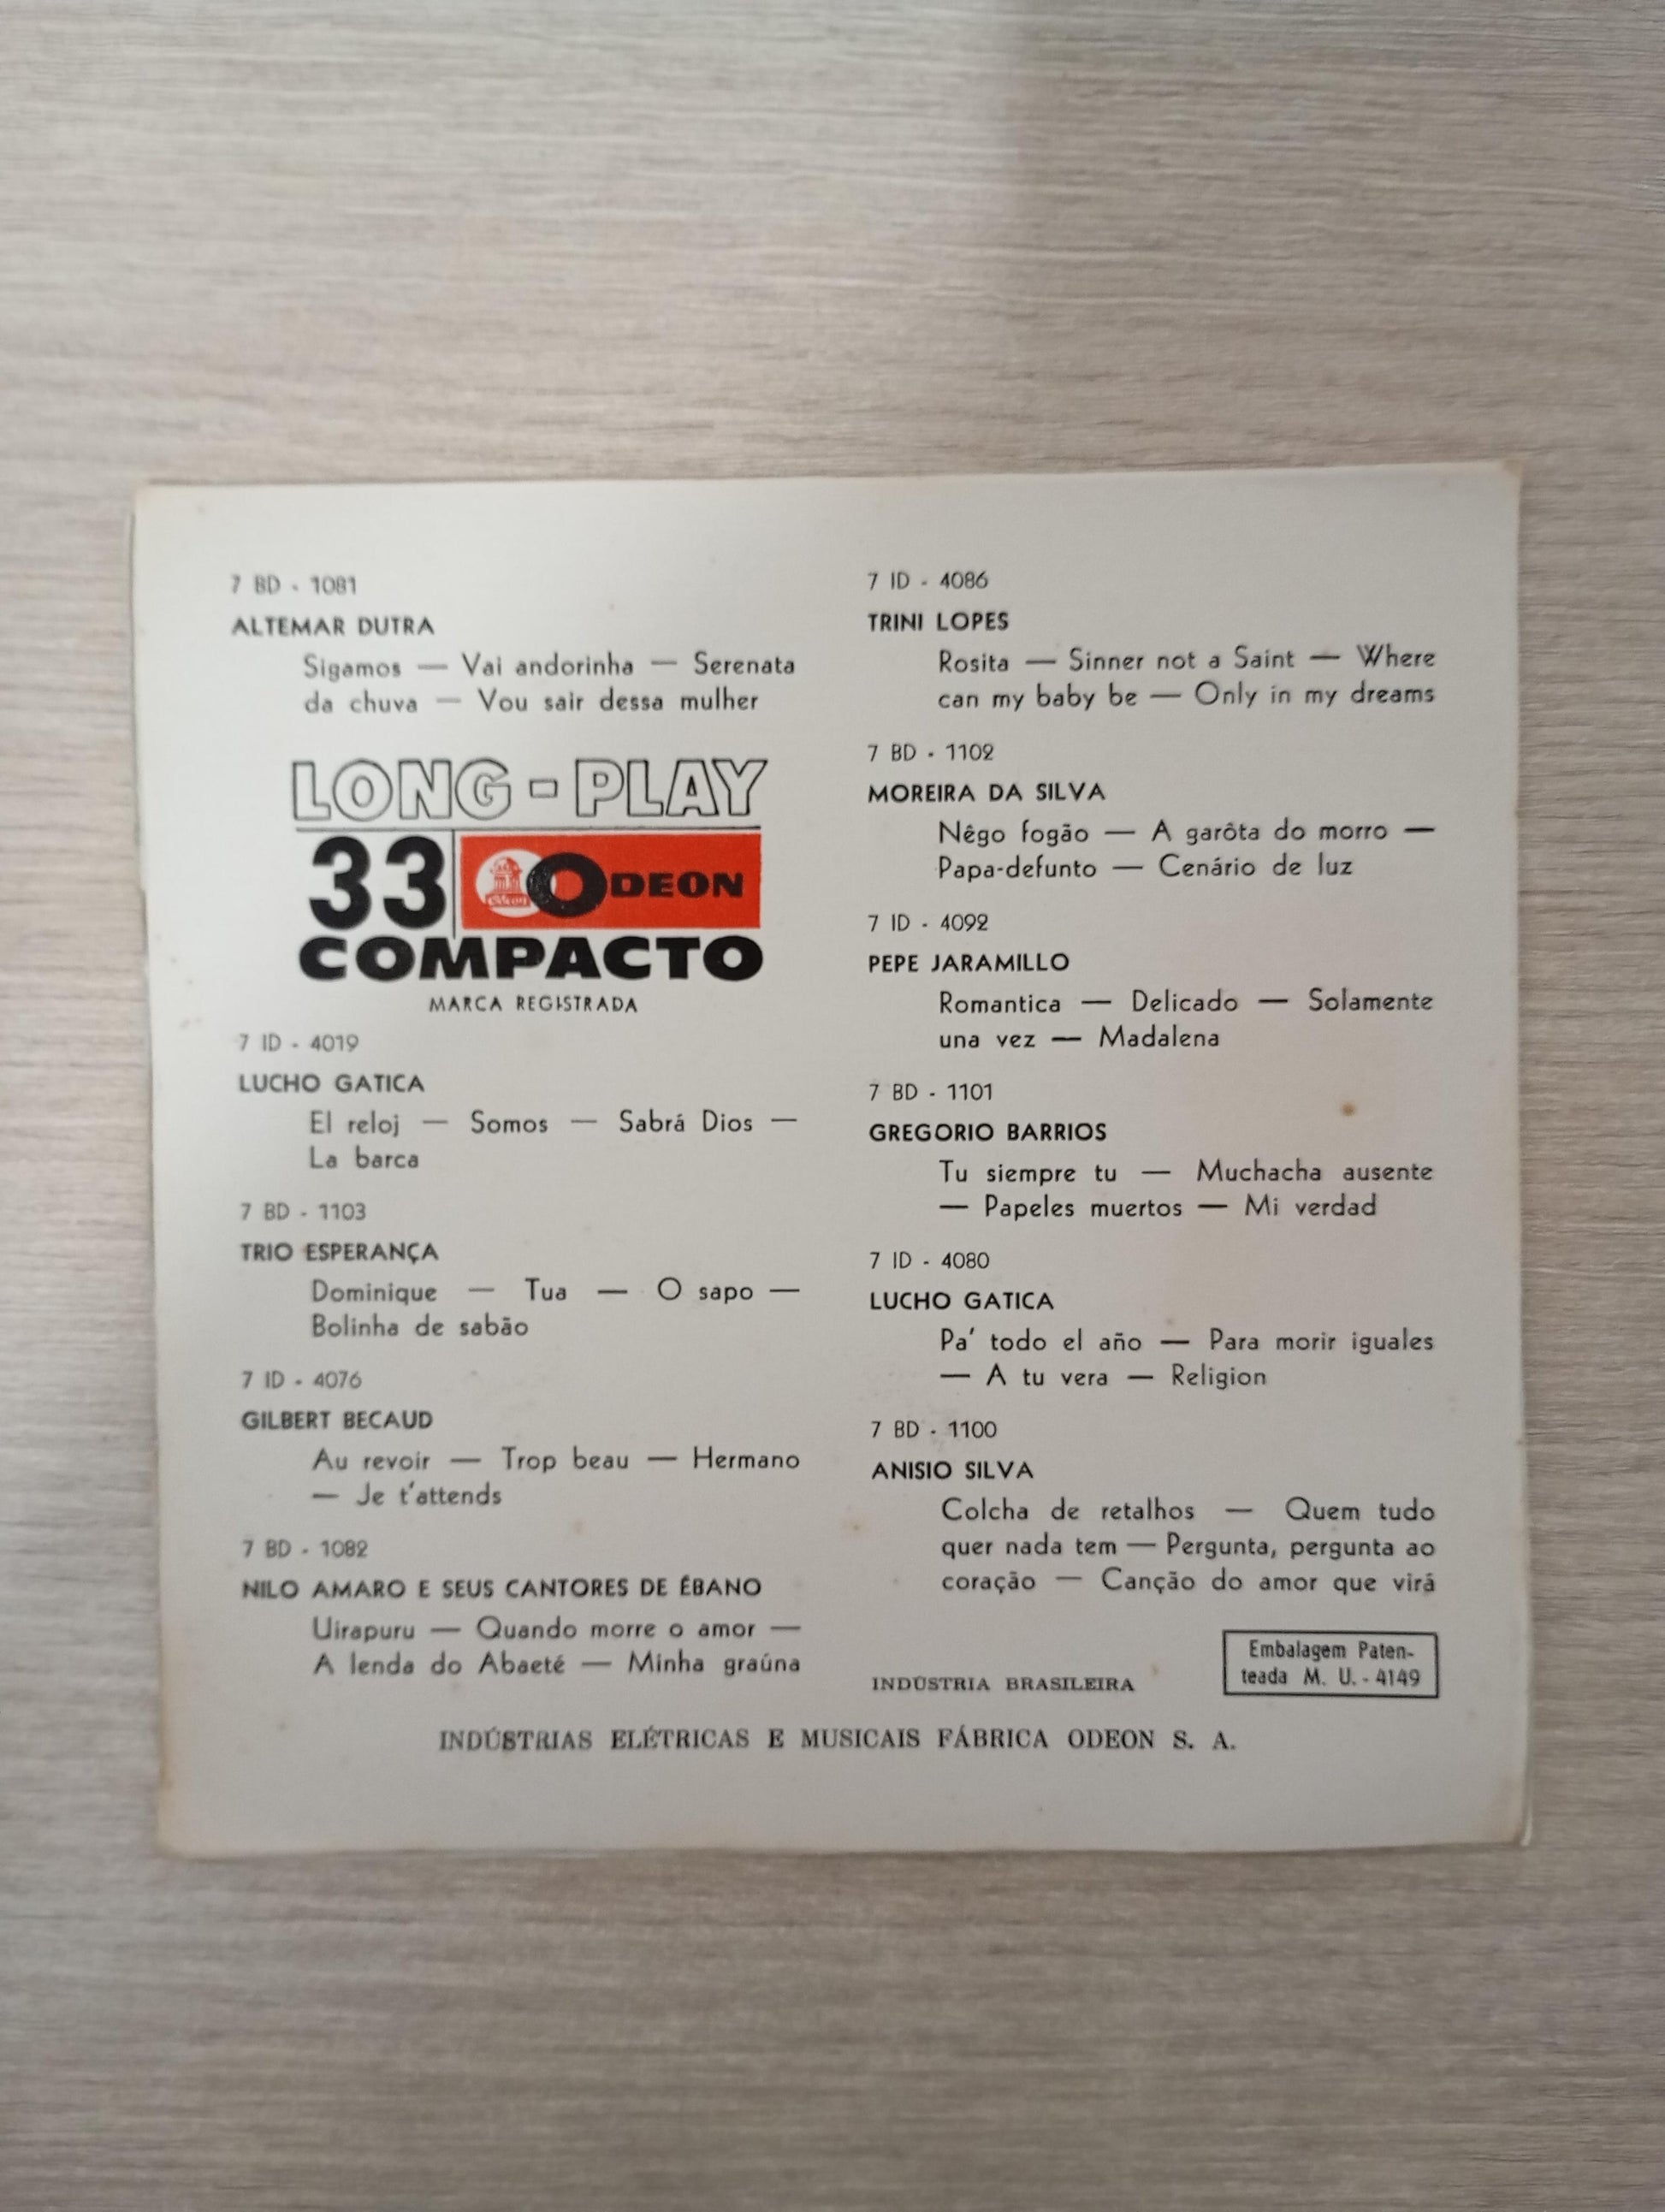 7 BD - 1081
ALTEMAR DUTRA
Sigamos — Vai andorinha — Serenata
da chuva — Vou sair dessa mulher
LONG-PLAY
33 ODEON
COMPACTO
MARCA REGISTRADA
7 ID - 4019
LUCHO GATICA
El reloj — Somos — Sabrá Dios —
La barca
7 BD - 1103
TRIO ESPERANÇA
Dominique — Tua — O sapo —
Bolinha de sabão
7 ID - 4076
GILBERT BECAUD
Au revoir — Trop beau — Hermano
— Je t'attends
7 BD - 1082
NILO AMARO E SEUS CANTORES DE ÉBANO
Uirapuru — Quando morre o amor —
A lenda do Abaeté — Minha graúna
7 ID - 4086
TRINI LOPES
Rosita — Sinner not a Saint — Where
can my baby be — Only in my dreams
7 BD - 1102
MOREIRA DA SILVA
Nêgo fogão — A garôta do morro —
Papa-defunto — Cenário de luz
7 ID - 4092
PEPE JARAMILLO
Romantica — Delicado — Solamente
una vez — Madalena
7 BD - 1101
GREGORIO BARRIOS
Tu siempre tu — Muchacha ausente
— Papeles muertos — Mi verdad
7 ID - 4080
LUCHO GATICA
Pa' todo el año — Para morir iguales
— A tu vera — Religion
7 BD - 1100
ANISIO SILVA
Colcha de retalhos — Quem tudo
quer nada tem — Pergunta, pergunta ao
coração — Canção do amor que virá
INDÚSTRIA BRASILEIRA
Embalagem Paten-
teada M. U. - 4149
INDÚSTRIAS ELÉTRICAS E MUSICAIS FÁBRICA ODEON S. A.